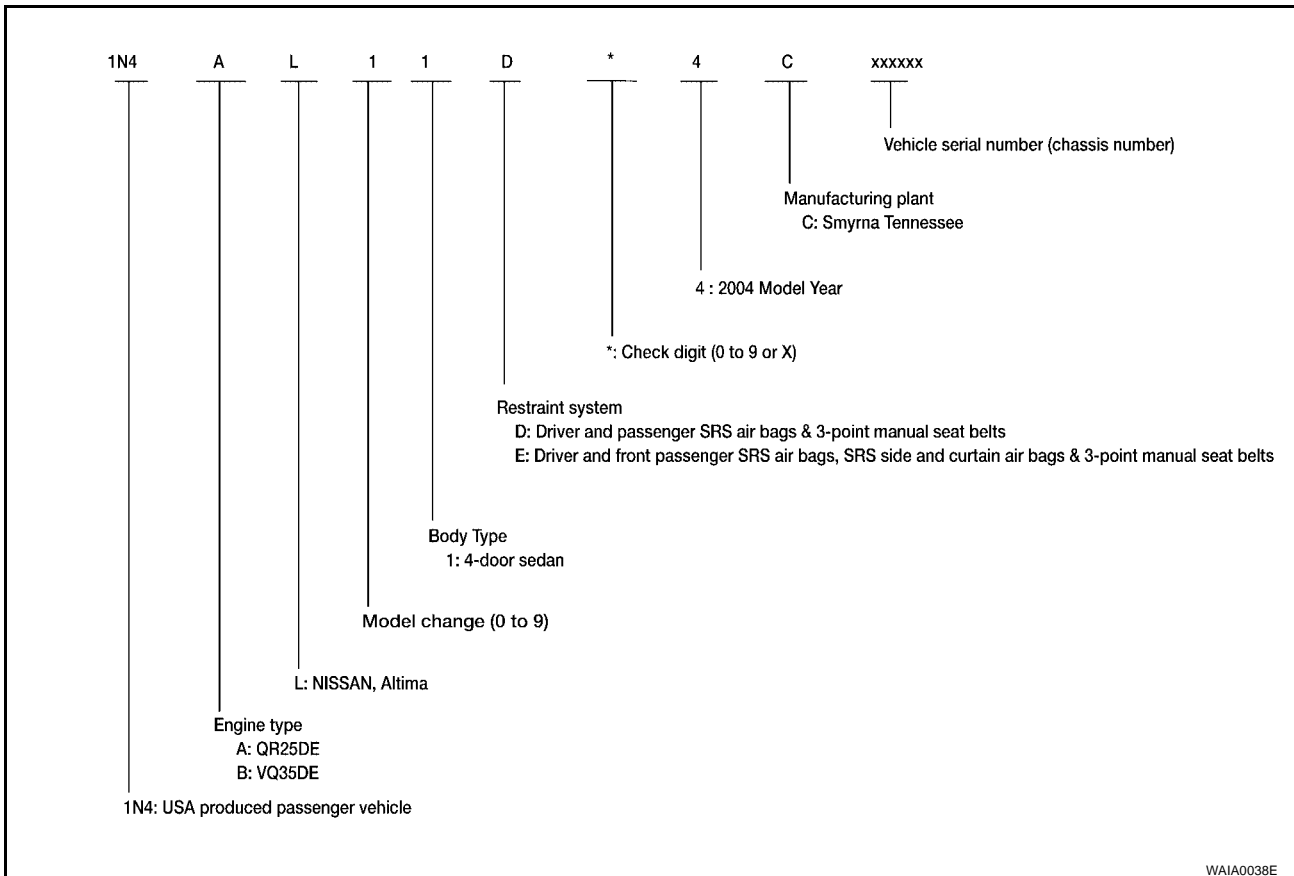 1N4 A L 1 1 D * 4 C xxxxxx
Vehicle serial number (chassis number)
Manufacturing plant
C: Smyrna Tennessee
4 : 2004 Model Year
*: Check digit (0 to 9 or X)
Restraint system
D: Driver and passenger SRS air bags & 3-point manual seat belts
E: Driver and front passenger SRS air bags, SRS side and curtain air bags & 3-point manual seat belts
Body Type
1: 4-door sedan
Model change (0 to 9)
L: NISSAN, Altima
Engine type
A: QR25DE
B: VQ35DE
1N4: USA produced passenger vehicle
WAIA0038E